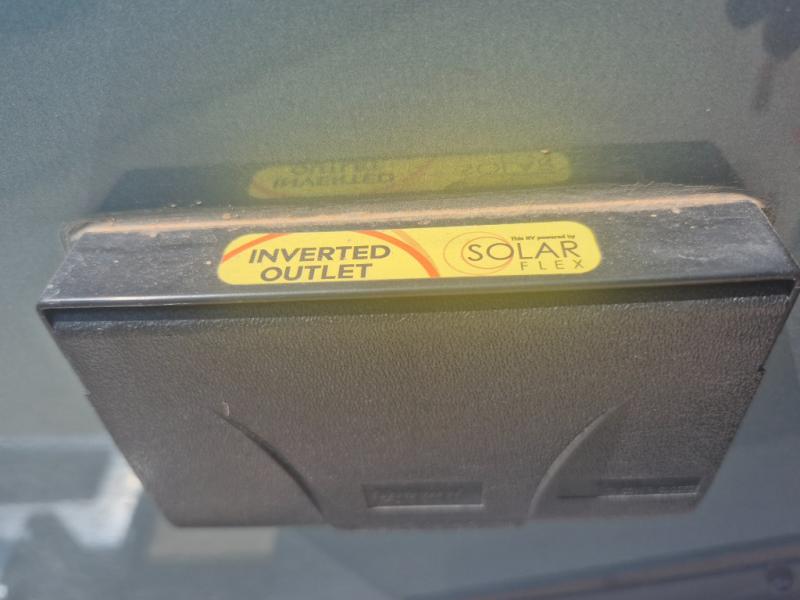 INVERTED
OUTLET
This RV powered by
SOLAR
FLEX